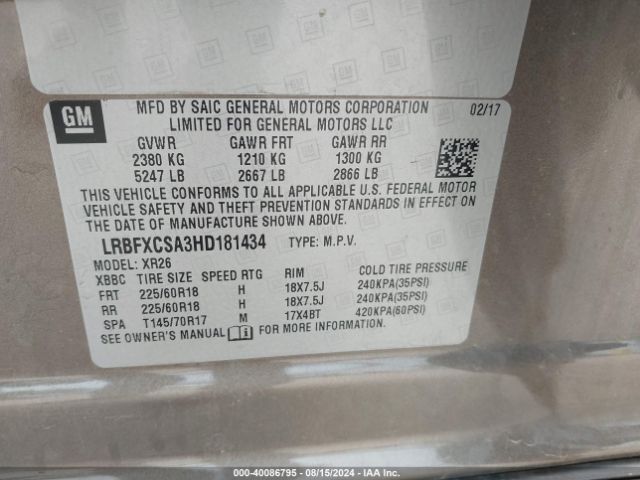 GM
MFD BY SAIC GENERAL MOTORS CORPORATION 02/17
LIMITED FOR GENERAL MOTORS LLC
GVWR GAWR FRT GAWR RR
2380 KG 1210 KG 1300 KG
5247 LB 2667 LB 2866 LB
THIS VEHICLE CONFORMS TO ALL APPLICABLE U.S. FEDERAL MOTOR
VEHICLE SAFETY AND THEFT PREVENTION STANDARDS IN EFFECT ON
THE DATE OF MANUFACTURE SHOWN ABOVE.
LRBFXCSA3HD181434 TYPE: M.P.V.
MODEL: XR26
XBBC TIRE SIZE SPEED RTG RIM COLD TIRE PRESSURE
FRT 225/60R18 H 18X7.5J 240KPA(35PSI)
RR 225/60R18 H 18X7.5J 240KPA(35PSI)
SPA T145/70R17 M 17X4BT 420KPA(60PSI)
SEE OWNER'S MANUAL FOR MORE INFORMATION
000-40086795 - 08/15/2024 - IAA Inc.